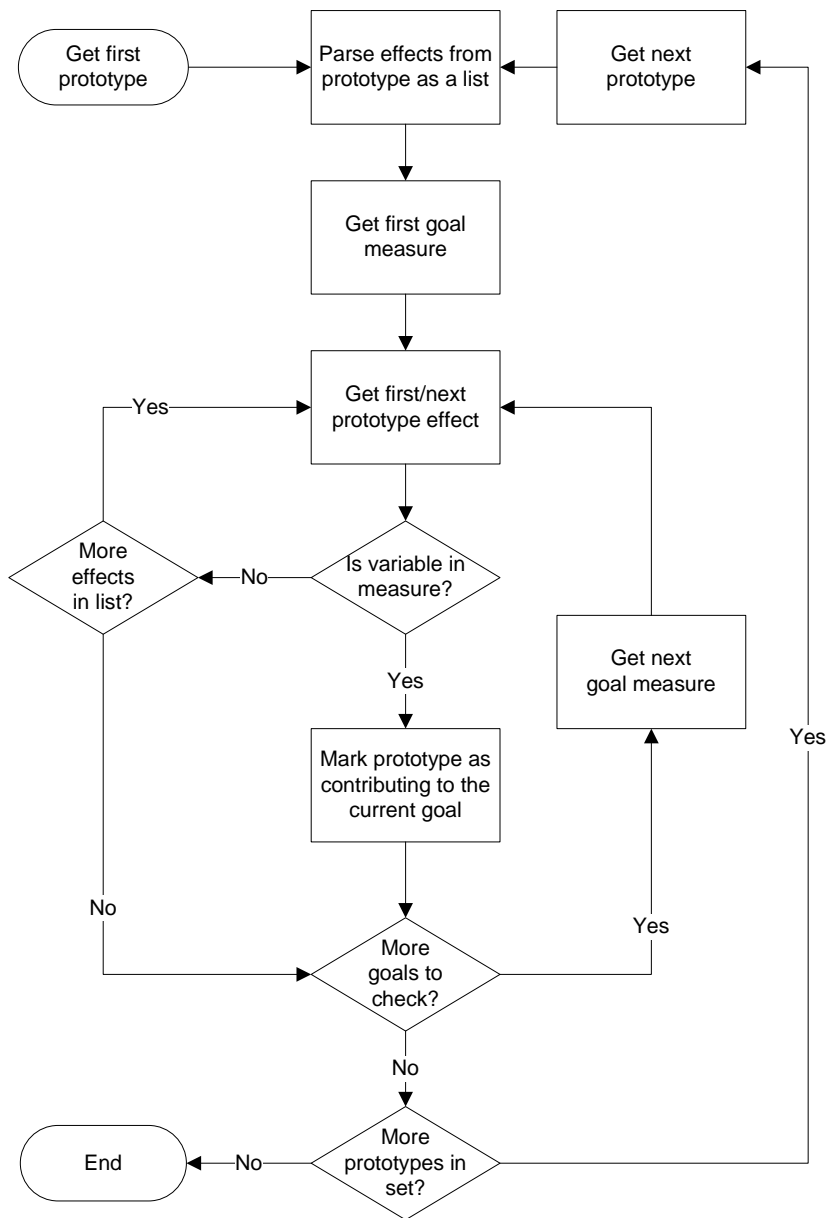 Get first
prototype
Parse effects from
prototype as a list
Get next
prototype
Get first goal
measure
Get first/next
prototype effect
Yes
More
effects
in list?
No
Is variable in
measure?
Yes
Get next
goal measure
Yes
Mark prototype as
contributing to the
current goal
No
Yes
More
goals to
check?
No
End
No
More
prototypes in
set?